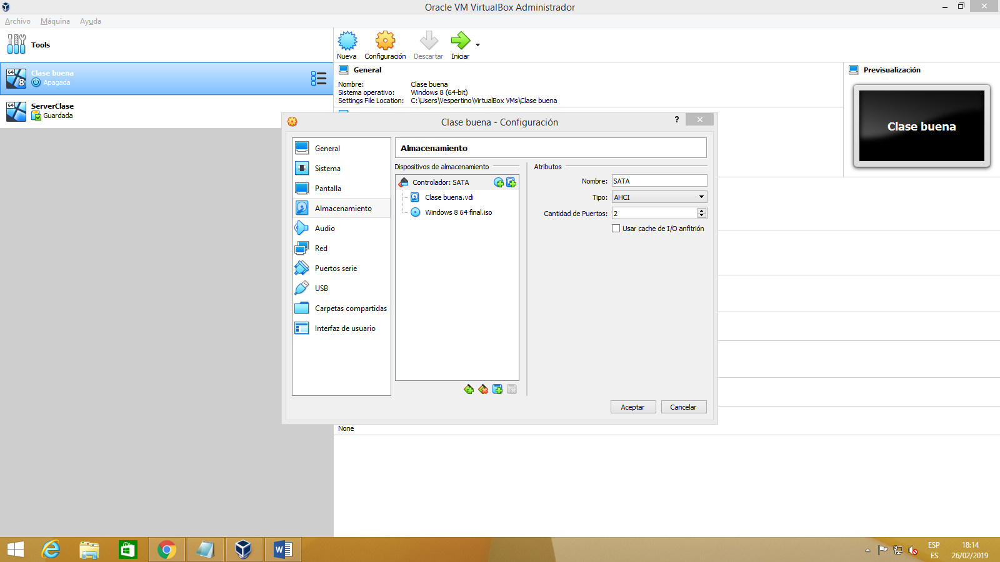 Oracle VM VirtualBox Administrador
Archivo Máquina Ayuda
Tools
Nueva Configuración Descartar Iniciar
64
8
Clase buena
Apagada
64
ServerClase
Guardada
General
Nombre: Clase buena
Sistema operativo: Windows 8 (64-bit)
Settings File Location: C:\Users\Vespertino\VirtualBox VMs\Clase buena
Previsualización
Clase buena
Clase buena - Configuración
?
General
Sistema
Pantalla
Almacenamiento
Audio
Red
Puertos serie
USB
Carpetas compartidas
Interfaz de usuario
Almacenamiento
Dispositivos de almacenamiento
Controlador: SATA
Clase buena.vdi
Windows 8 64 final.iso
Atributos
Nombre: SATA
Tipo: AHCI
Cantidad de Puertos: 2
Usar cache de I/O anfitrión
Aceptar Cancelar
None
ESP
ES
18:14
26/02/2019